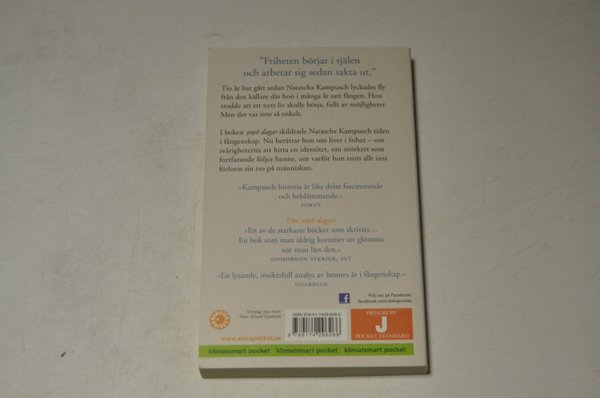 "Friheten börjar i själen
och arbetar sig sedan sakta ut."
Tio år har gått sedan Natascha Kampusch lyckades fly
från den källare där hon i många år satt fången. Hon
trodde att ett nytt liv skulle börja, fullt av möjligheter.
Men det var inte så enkelt.
I boken 3096 dagar skildrade Natascha Kampusch tiden
i fångenskap. Nu berättar hon om livet i frihet – om
svårigheterna att hitta en identitet, om mörkret som
fortfarande följer henne, om varför hon trots allt inte
förlorat sin tro på människan.
»Kampusch historia är lika delar fascinerande
och beklämmande.«
FOKUS
Om 3096 dagar:
»En av de starkaste böcker som skrivits ...
En bok som man aldrig kommer att glömma
när man läst den.«
GOMORRON SVERIGE, SVT
»En lysande, insiktsfull analys av hennes år i fångenskap.«
GUARDIAN
Följ oss på Facebook:
facebook.com/alskapocket
www.alskapocket.se
PRISGRUPP
J
POCKET STANDARD
klimatsmart pocket klimatsmart pocket klimatsmart pocket